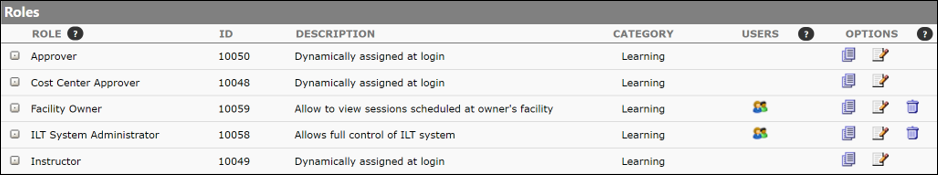 Roles
ROLE ? ID DESCRIPTION CATEGORY USERS ? OPTIONS ?
Approver 10050 Dynamically assigned at login Learning
Cost Center Approver 10048 Dynamically assigned at login Learning
Facility Owner 10059 Allow to view sessions scheduled at owner's facility Learning
ILT System Administrator 10058 Allows full control of ILT system Learning
Instructor 10049 Dynamically assigned at login Learning